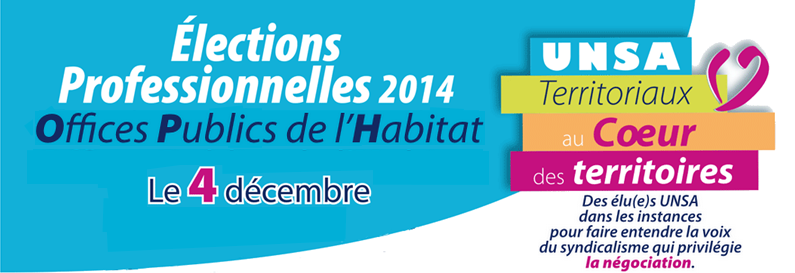 Élections
Professionnelles 2014
Offices Publics de l'Habitat
Le 4 décembre
UNSA
Territoriaux
au Coeur
des territoires
Des élu(e)s UNSA
dans les instances
pour faire entendre la voix
du syndicalisme qui privilégie
la négociation.